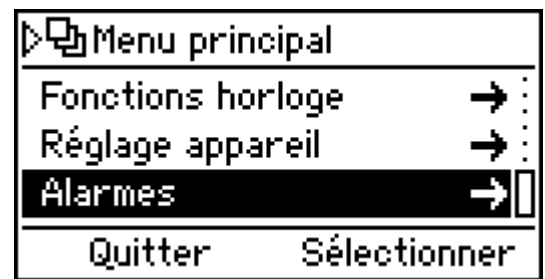 Menu principal
Fonctions horloge
Réglage appareil
Alarmes
Quitter Sélectionner